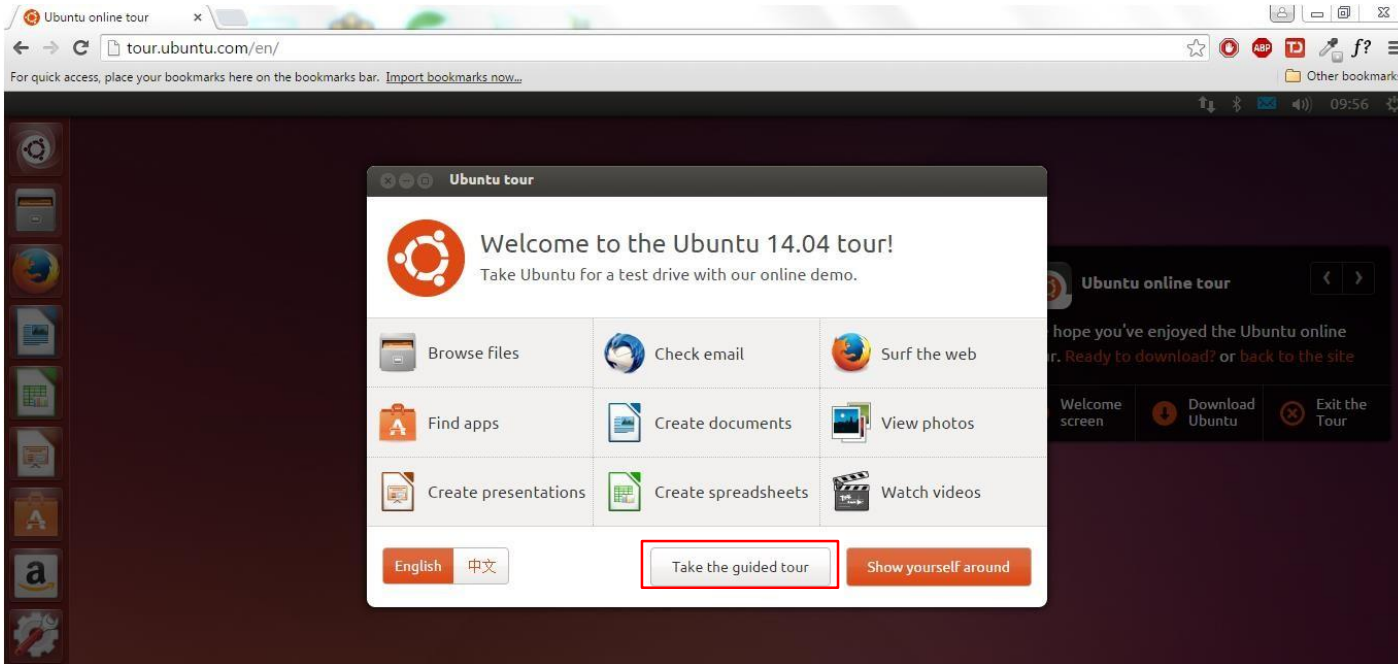 Ubuntu online tour
tour.ubuntu.com/en/
ABP
TD
f?
For quick access, place your bookmarks here on the bookmarks bar. Import bookmarks now...
Other bookmark
09:56
Ubuntu tour
Welcome to the Ubuntu 14.04 tour!
Take Ubuntu for a test drive with our online demo.
Browse files
Check email
Surf the web
Find apps
Create documents
View photos
Create presentations
Create spreadsheets
Watch videos
English
中文
Take the guided tour
Show yourself around
Ubuntu online tour
hope you've enjoyed the Ubuntu online
r. Ready to download? or back to the site
Welcome
screen
Download
Ubuntu
Exit the
Tour
A
A
a